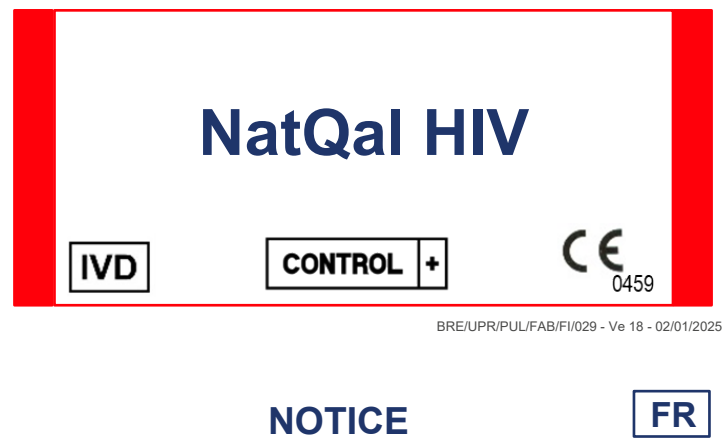 NatQal HIV
IVD
CONTROL +
CE
0459
BRE/UPR/PUL/FAB/FI/029 - Ve 18 - 02/01/2025
NOTICE
FR